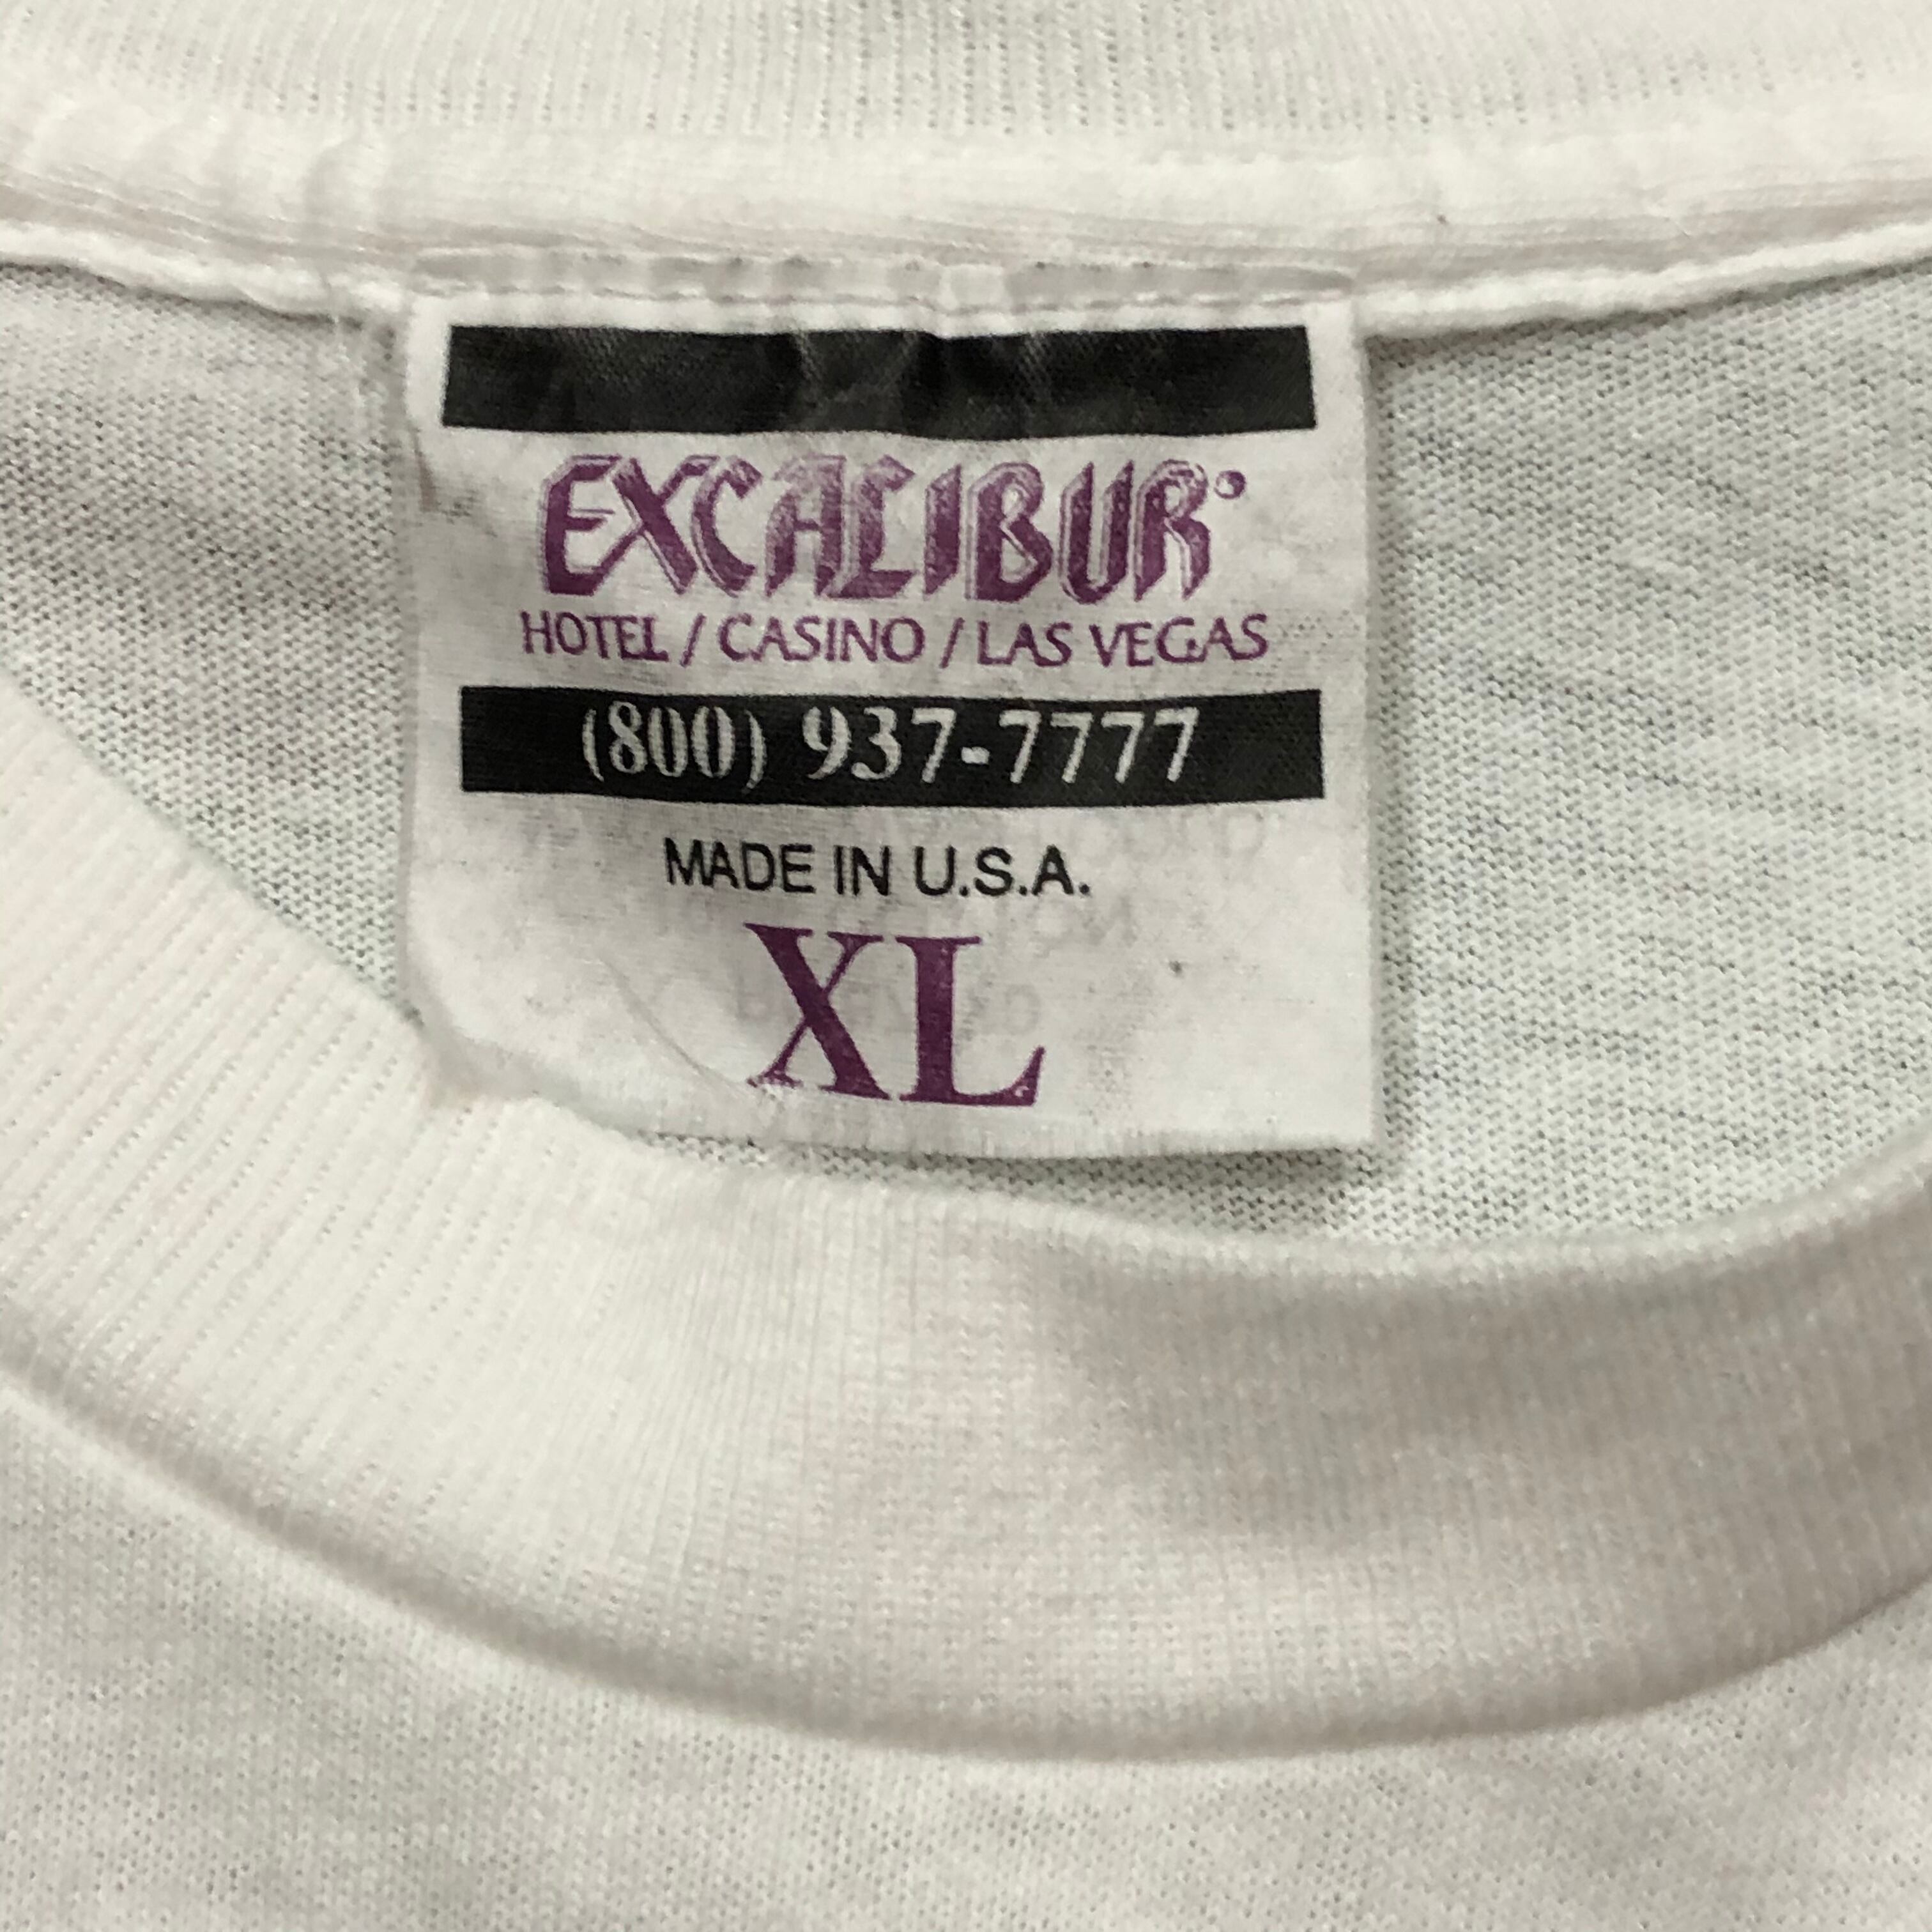 EXCALIBUR
HOTEL / CASINO / LAS VEGAS
(800) 937-7777
MADE IN U.S.A.
XL